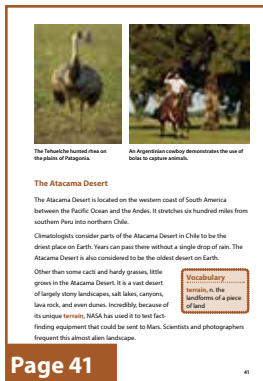 The Tehuelche hunted rhea on
the plains of Patagonia.
An Argentinian cowboy demonstrates the use of
bolas to capture animals.
The Atacama Desert
The Atacama Desert is located on the western coast of South America
between the Pacific Ocean and the Andes. It stretches six hundred miles from
southern Peru into northern Chile.
Climatologists consider parts of the Atacama Desert in Chile to be the
driest place on Earth. Years can pass there without a single drop of rain. The
Atacama Desert is also considered to be the oldest desert on Earth.
Other than some cacti and hardy grasses, little
grows in the Atacama Desert. It is a vast desert
of largely stony landscapes, salt lakes, canyons,
lava rock, and even dunes. Incredibly, because of
its unique terrain, NASA has used it to test fact-
finding equipment that could be sent to Mars. Scientists and photographers
frequent this almost alien landscape.
Vocabulary
terrain, n. the
landforms of a piece
of land
Page 41
41